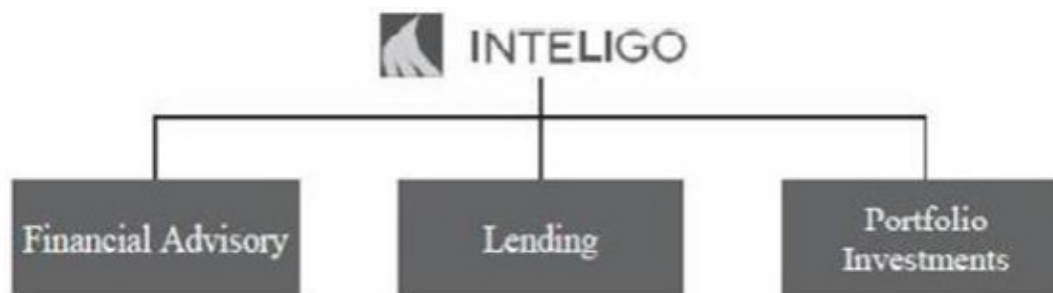 INTELIGO
Financial Advisory
Lending
Portfolio
Investments